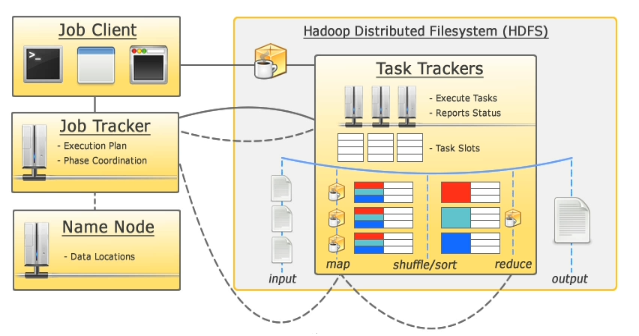 Job Client
>_
Job Tracker
- Execution Plan
- Phase Coordination
Name Node
- Data Locations
Hadoop Distributed Filesystem (HDFS)
Task Trackers
- Execute Tasks
- Reports Status
- Task Slots
input
map
shuffle/sort
reduce
output